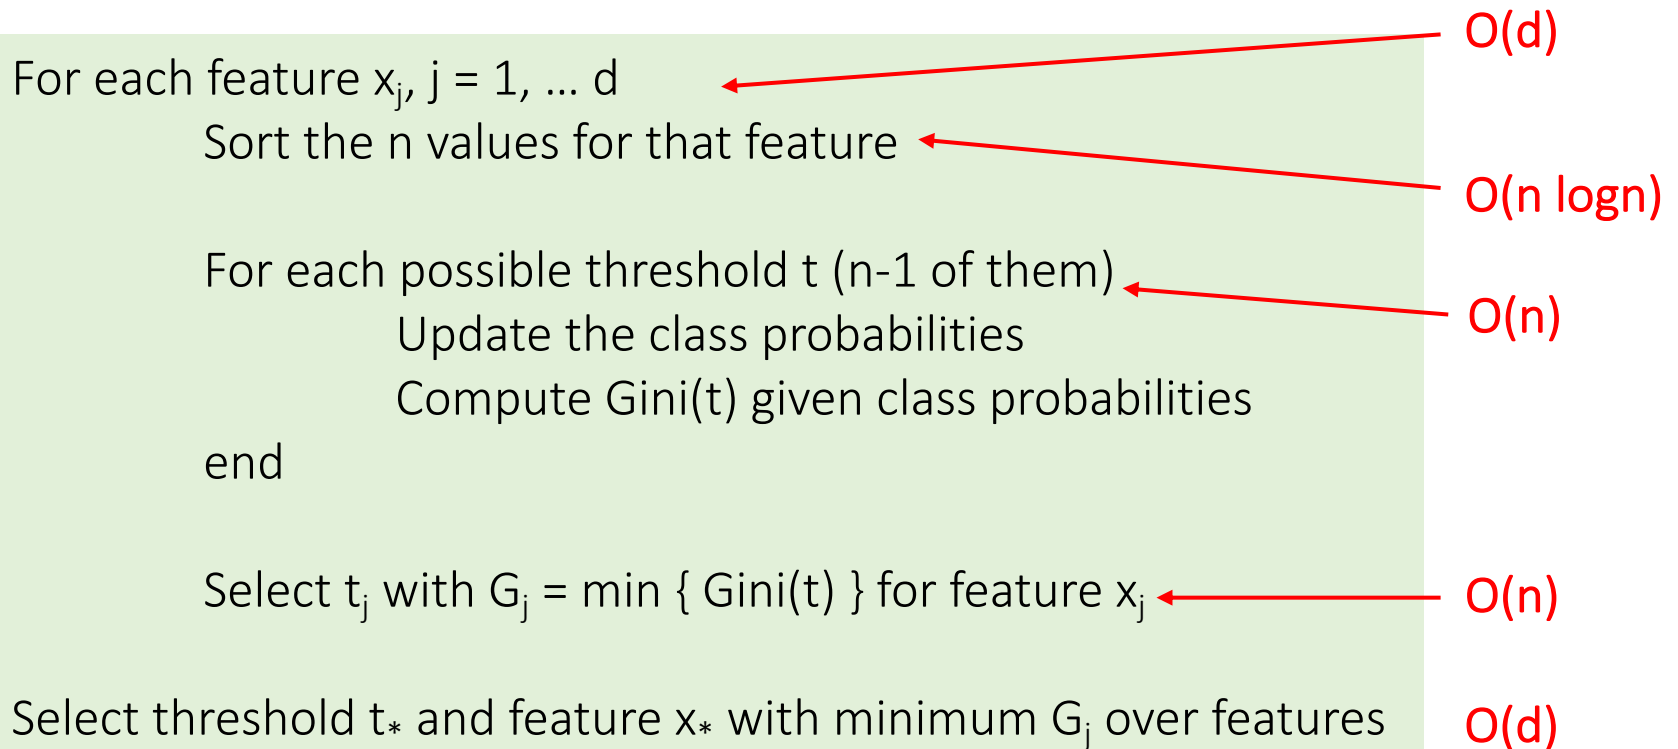 O(d)
For each feature xj, j = 1, ... d
Sort the n values for that feature
O(n logn)
For each possible threshold t (n-1 of them)
O(n)
Update the class probabilities
Compute Gini(t) given class probabilities
end
Select tj with Gj = min { Gini(t) } for feature xj
O(n)
Select threshold t* and feature x* with minimum Gj over features
O(d)